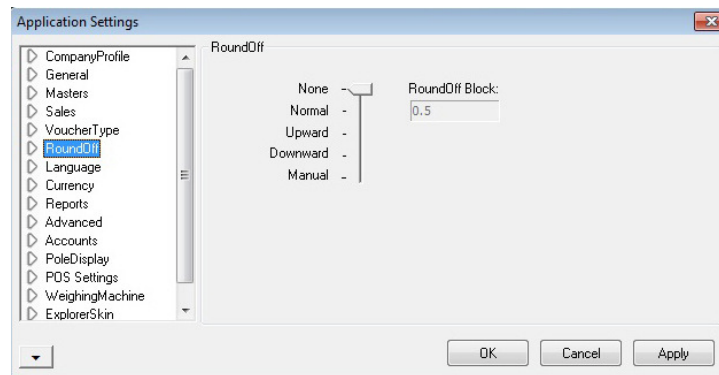 Application Settings
CompanyProfile
General
Masters
Sales
VoucherType
RoundOff
Language
Currency
Reports
Advanced
Accounts
PoleDisplay
POS Settings
WeighingMachine
ExplorerSkin
RoundOff
None
Normal
Upward
Downward
Manual
RoundOff Block:
0.5
OK
Cancel
Apply